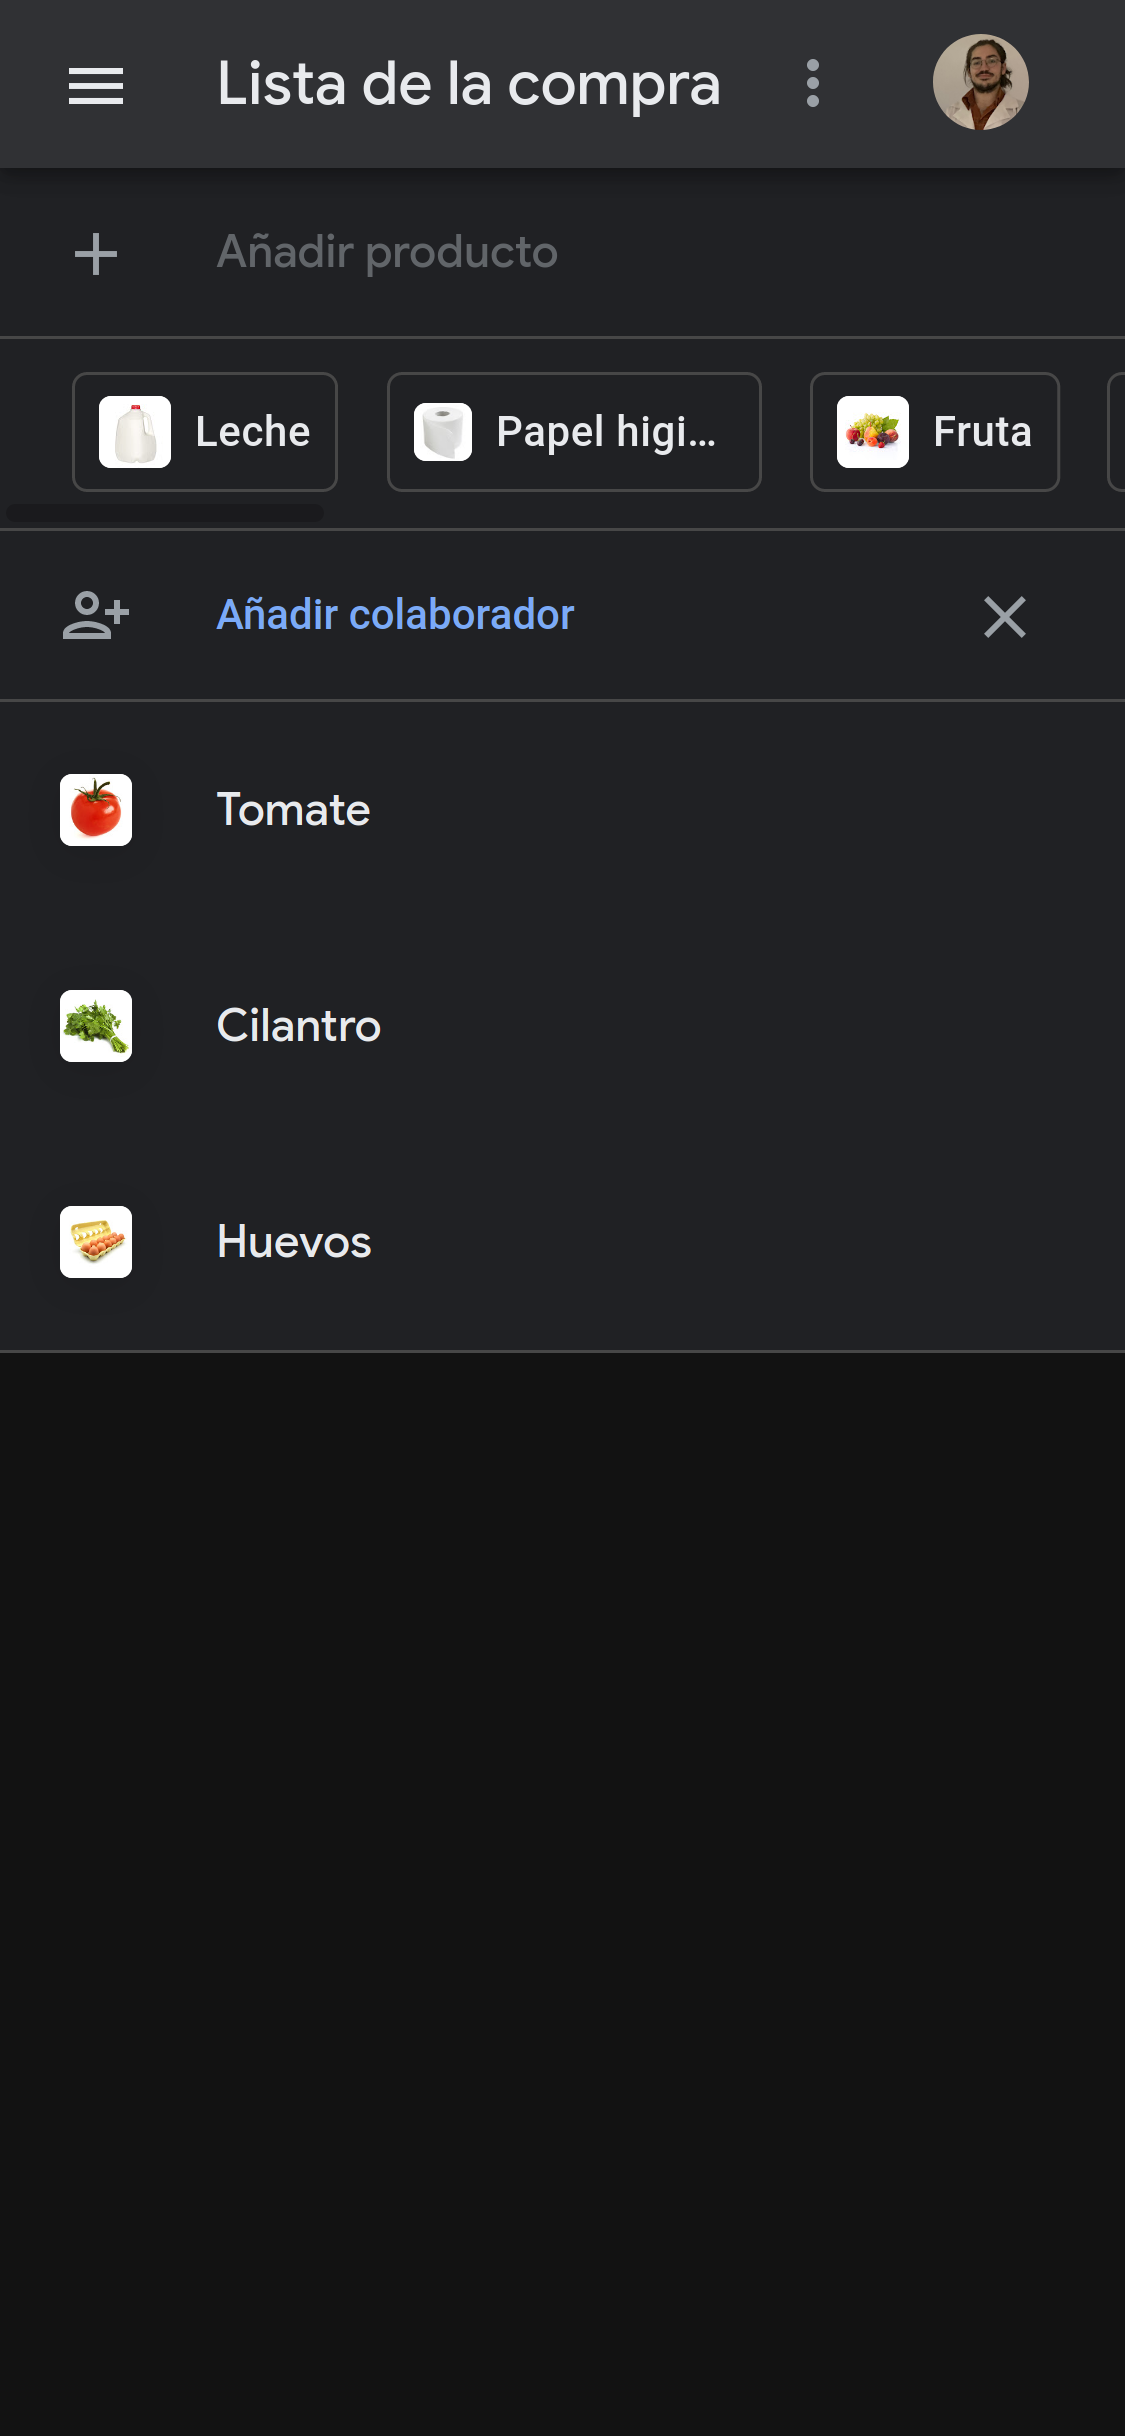 Lista de la compra
Añadir producto
Leche
Papel higi...
Fruta
Añadir colaborador
Tomate
Cilantro
Huevos